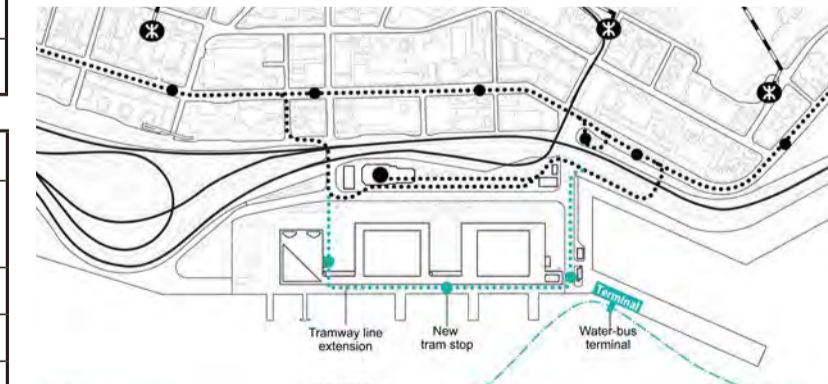 Terminal
Tramway line
extension
New
tram stop
Water-bus
terminal